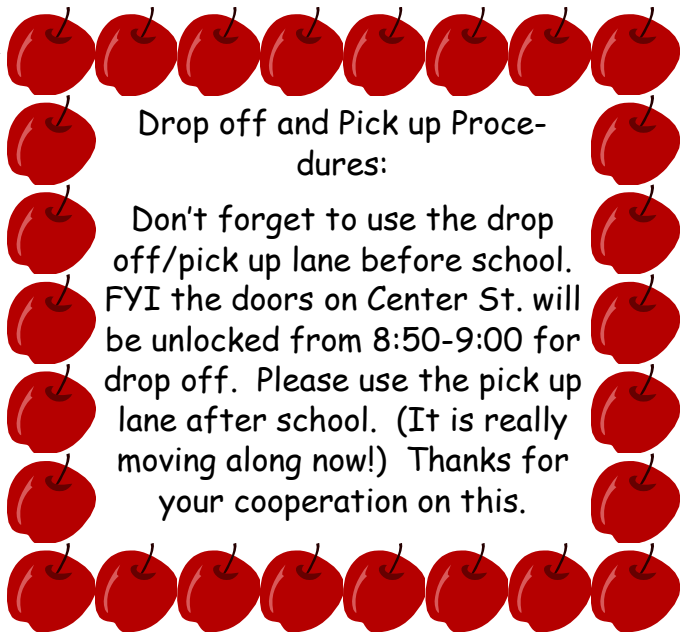 Drop off and Pick up Proce-
dures:
Don't forget to use the drop
off/pick up lane before school.
FYI the doors on Center St. will
be unlocked from 8:50-9:00 for
drop off.  Please use the pick up
lane after school.  (It is really
moving along now!)  Thanks for
your cooperation on this.